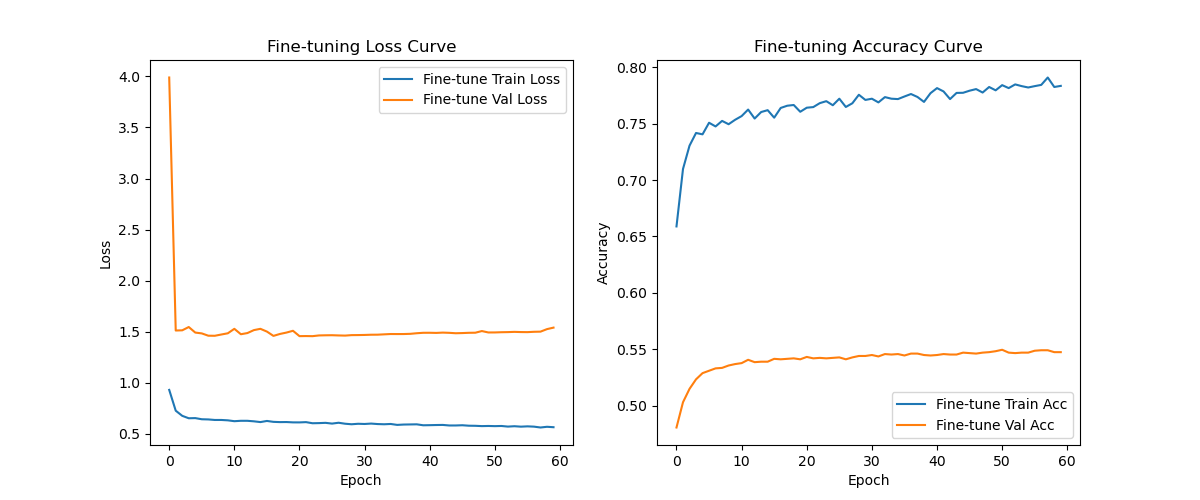 Fine-tuning Loss Curve
4.0
3.5
3.0
2.5
2.0
1.5
1.0
0.5
Loss
0 10 20 30 40 50 60
Epoch
Fine-tune Train Loss
Fine-tune Val Loss
Fine-tuning Accuracy Curve
0.80
0.75
0.70
0.65
0.60
0.55
0.50
Accuracy
0 10 20 30 40 50 60
Epoch
Fine-tune Train Acc
Fine-tune Val Acc